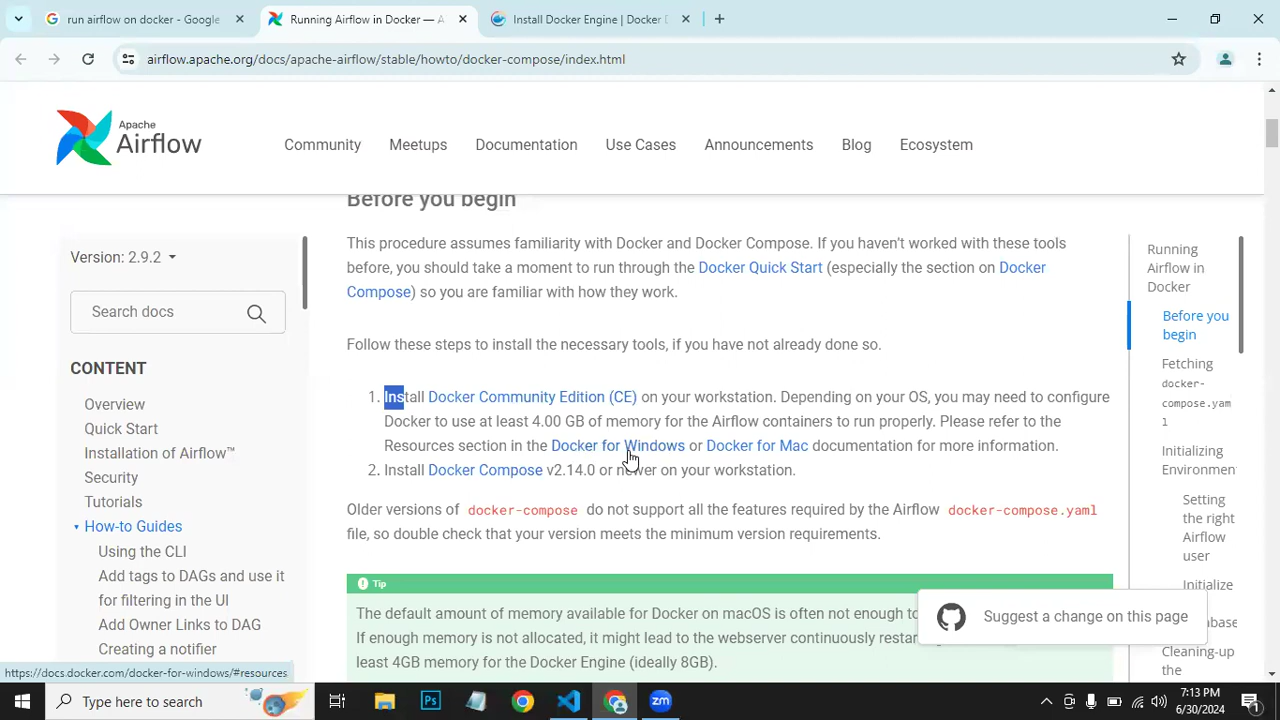 run airflow on docker - Google
Running Airflow in Docker — A
Install Docker Engine | Docker D
airflow.apache.org/docs/apache-airflow/stable/howto/docker-compose/index.html
Apache
Airflow
Community
Meetups
Documentation
Use Cases
Announcements
Blog
Ecosystem
Before you begin
This procedure assumes familiarity with Docker and Docker Compose. If you haven't worked with these tools
before, you should take a moment to run through the Docker Quick Start (especially the section on Docker
Compose) so you are familiar with how they work.
Follow these steps to install the necessary tools, if you have not already done so.
1. Install Docker Community Edition (CE) on your workstation. Depending on your OS, you may need to configure
Docker to use at least 4.00 GB of memory for the Airflow containers to run properly. Please refer to the
Resources section in the Docker for Windows or Docker for Mac documentation for more information.
2. Install Docker Compose v2.14.0 or newer on your workstation.
Older versions of docker-compose do not support all the features required by the Airflow docker-compose.yaml
file, so double check that your version meets the minimum version requirements.
Tip
The default amount of memory available for Docker on macOS is often not enough to
If enough memory is not allocated, it might lead to the webserver continuously restar
least 4GB memory for the Docker Engine (ideally 8GB).
Version: 2.9.2
Search docs
CONTENT
Overview
Quick Start
Installation of Airflow™
Security
Tutorials
How-to Guides
Using the CLI
Add tags to DAGs and use it
for filtering in the UI
Add Owner Links to DAG
Creating a notifier
Running
Airflow in
Docker
Before you
begin
Fetching
docker-
compose.yam
l
Initializing
Environmen
Setting
the right
Airflow
user
Initialize
base
Cleaning-up
the
Suggest a change on this page
https://docs.docker.com/docker-for-windows/#resources
Type here to search
Ps
zm
7:13 PM
6/30/2024
1